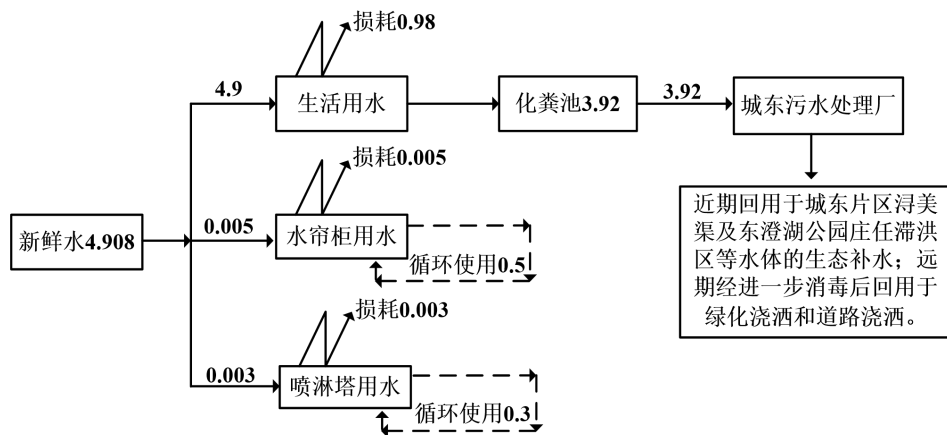 损耗0.98
4.9
生活用水
化粪池3.92
3.92
城东污水处理厂
损耗0.005
新鲜水4.908
0.005
水帘柜用水
循环使用0.5
近期回用于城东片区浔美
渠及东澄湖公园庄任滞洪
区等水体的生态补水；远
期经进一步消毒后回用于
绿化浇洒和道路浇洒。
损耗0.003
0.003
喷淋塔用水
循环使用0.3